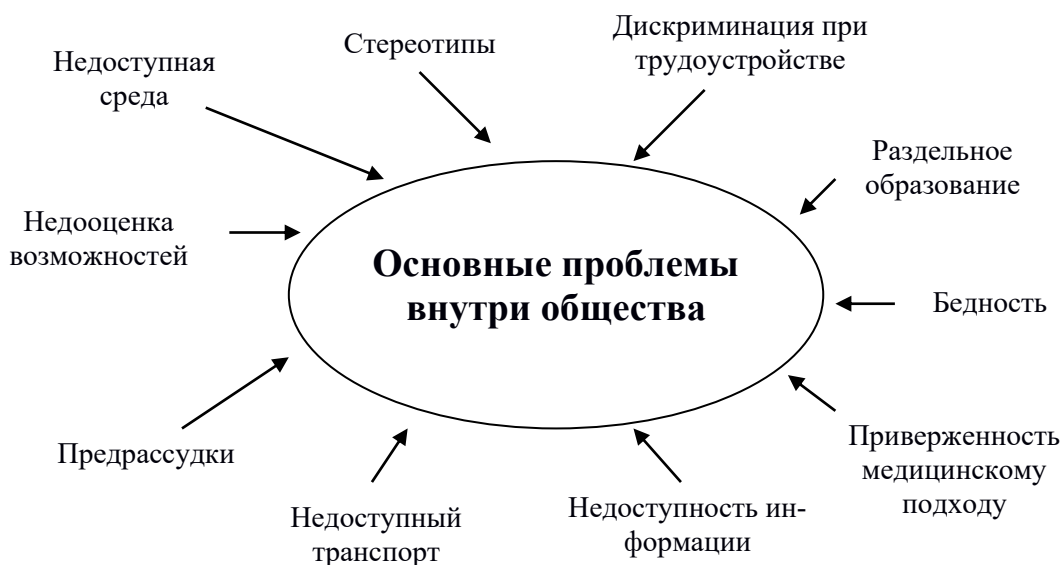 Стереотипы
Дискриминация при
трудоустройстве
Недоступная
среда
Раздельное
образование
Недооценка
возможностей
Основные проблемы
внутри общества
Бедность
Предрассудки
Приверженность
медицинскому
подходу
Недоступный
транспорт
Недоступность ин-
формации